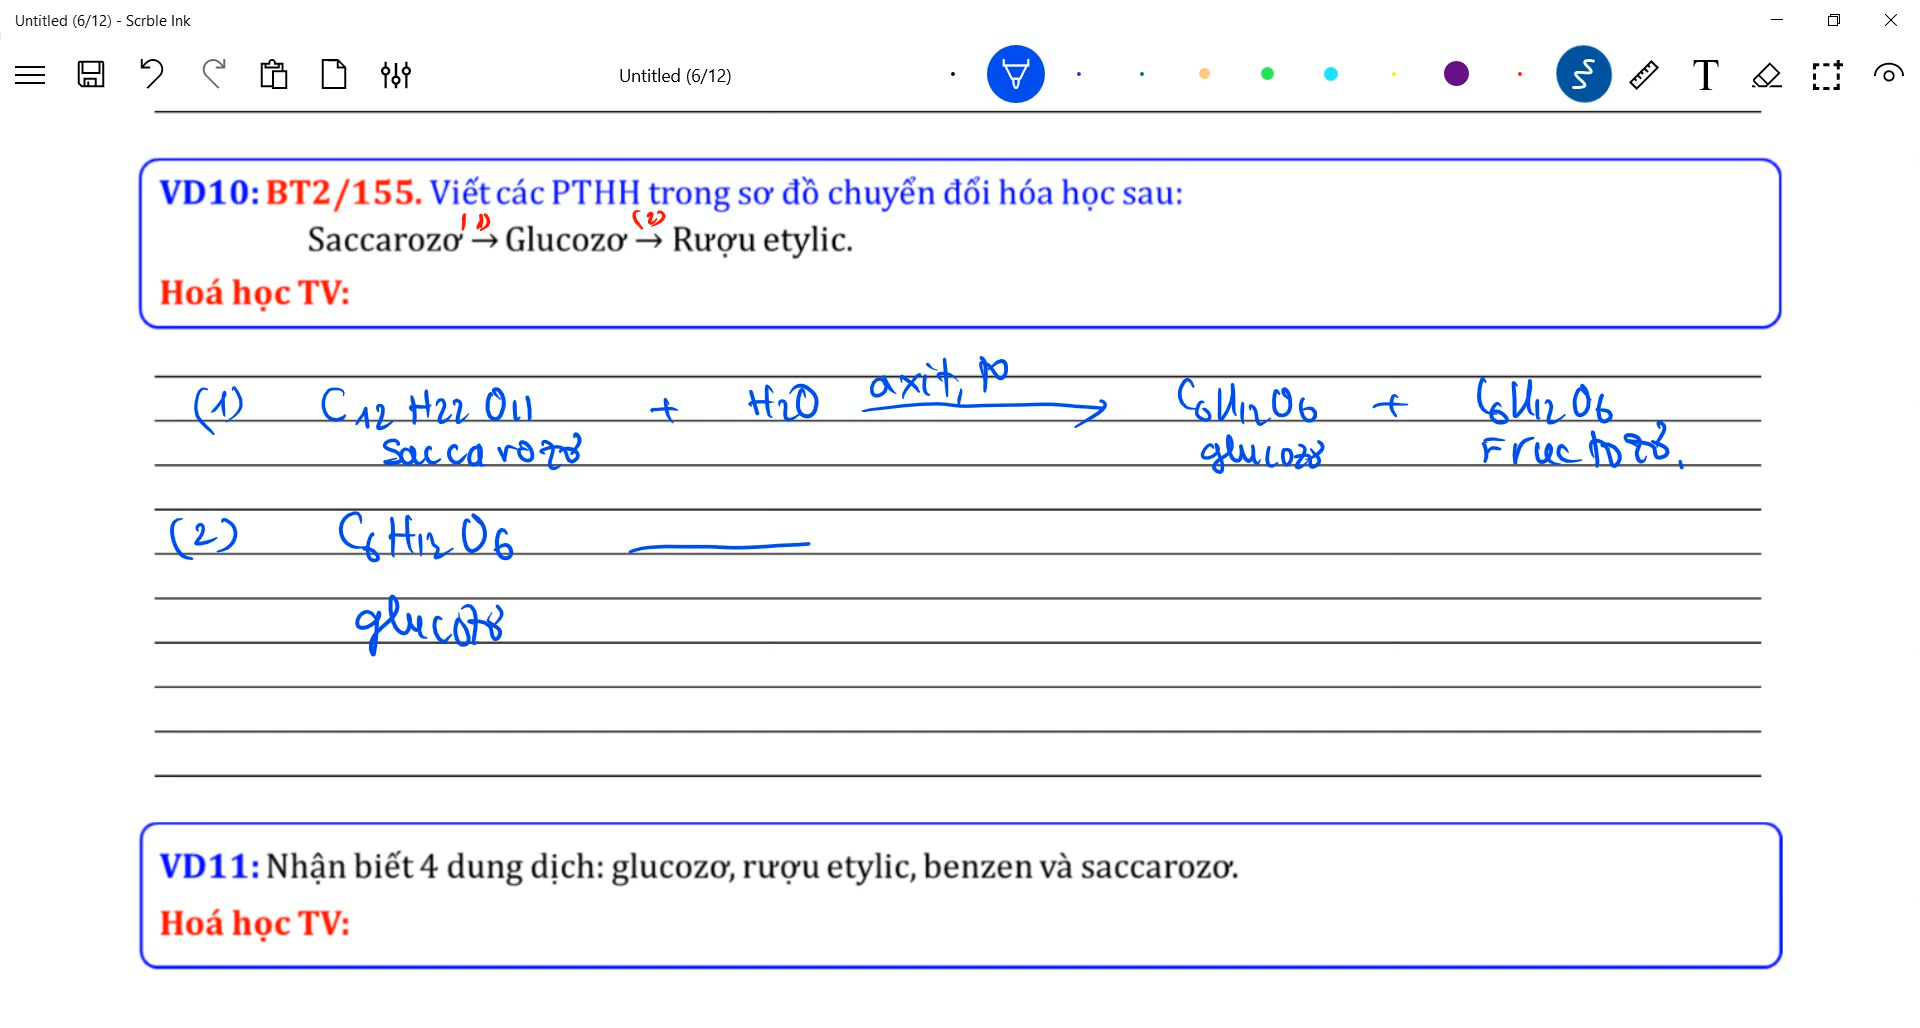 Untitled (6/12) - Scrble Ink
Untitled (6/12)
T
VD10: BT2/155. Viết các PTHH trong sơ đồ chuyển đổi hóa học sau:
(1) (2)
Saccarozơ → Glucozơ → Rượu etylic.
Hoá học TV:
axit, to
(1) C12H22O11 + H2O → C6H12O6 + C6H12O6
saccarozơ glucozơ Fructozơ.
(2) C6H12O6
glucozơ
VD11: Nhận biết 4 dung dịch: glucozơ, rượu etylic, benzen và saccarozơ.
Hoá học TV: